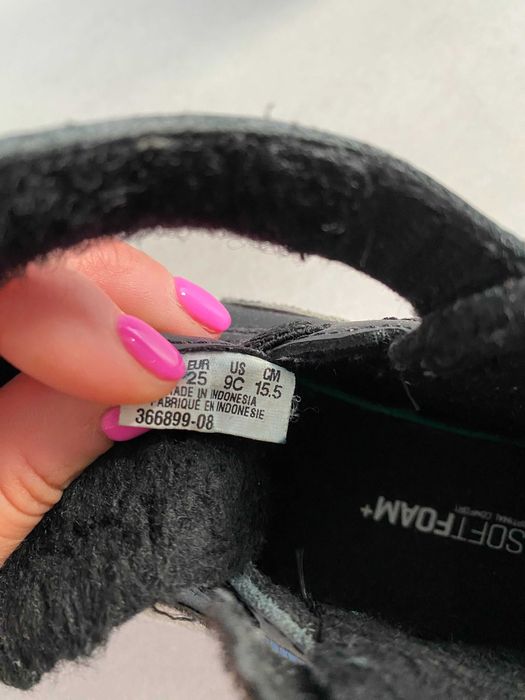 EUR US CM
25 9C 15.5
MADE IN INDONESIA
FABRIQUE EN INDONESIE
366899-08
SOFTFOAM+